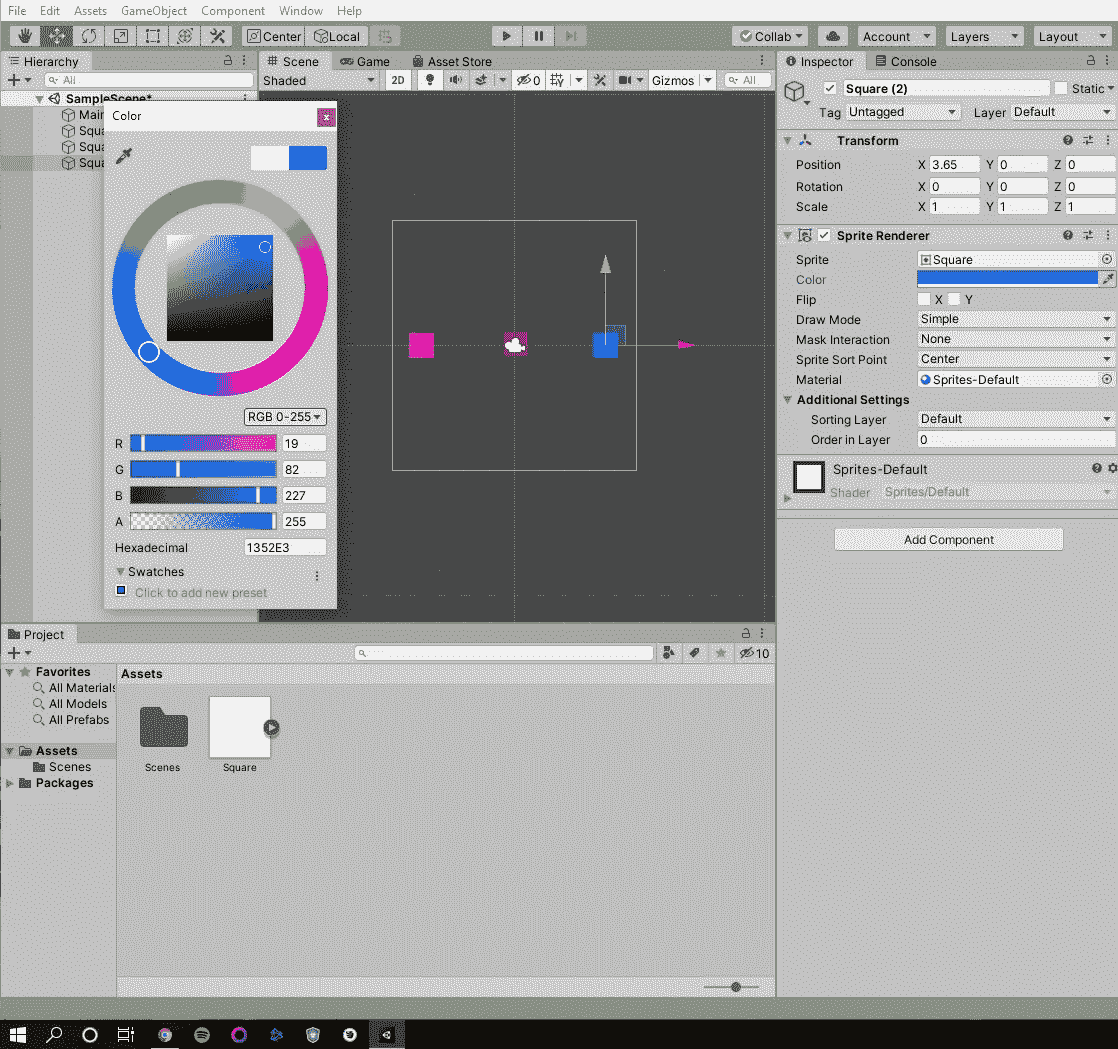 File Edit Assets GameObject Component Window Help
Center Local Collab Account Layers Layout
Hierarchy
All
SampleScene*
Mair
Squa
Squa
Squa
Color
RGB 0-255
R 19
G 82
B 227
A 255
Hexadecimal 1352E3
Swatches
Click to add new preset
Scene Game Asset Store
Shaded 2D 0 Gizmos All
Inspector Console
Square (2) Static
Tag Untagged Layer Default
Transform
Position X 3.65 Y 0 Z 0
Rotation X 0 Y 0 Z 0
Scale X 1 Y 1 Z 1
Sprite Renderer
Sprite Square
Color
Flip X Y
Draw Mode Simple
Mask Interaction None
Sprite Sort Point Center
Material Sprites-Default
Additional Settings
Sorting Layer Default
Order in Layer 0
Sprites-Default
Shader Sprites/Default
Add Component
Project
10
Favorites
All Materials
All Models
All Prefabs
Assets
Scenes
Packages
Assets
Scenes Square